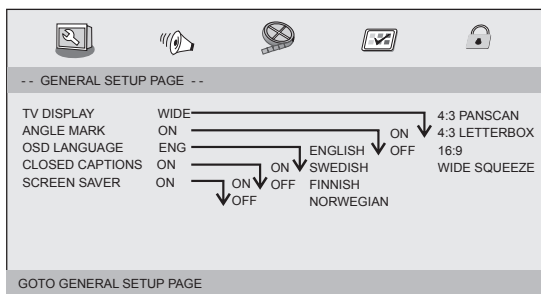 - - GENERAL SETUP PAGE - -
TV DISPLAY WIDE 4:3 PANSCAN
ANGLE MARK ON ON 4:3 LETTERBOX
OSD LANGUAGE ENG ENGLISH OFF 16:9
CLOSED CAPTIONS ON ON SWEDISH WIDE SQUEEZE
SCREEN SAVER ON ON OFF FINNISH
OFF NORWEGIAN
GOTO GENERAL SETUP PAGE